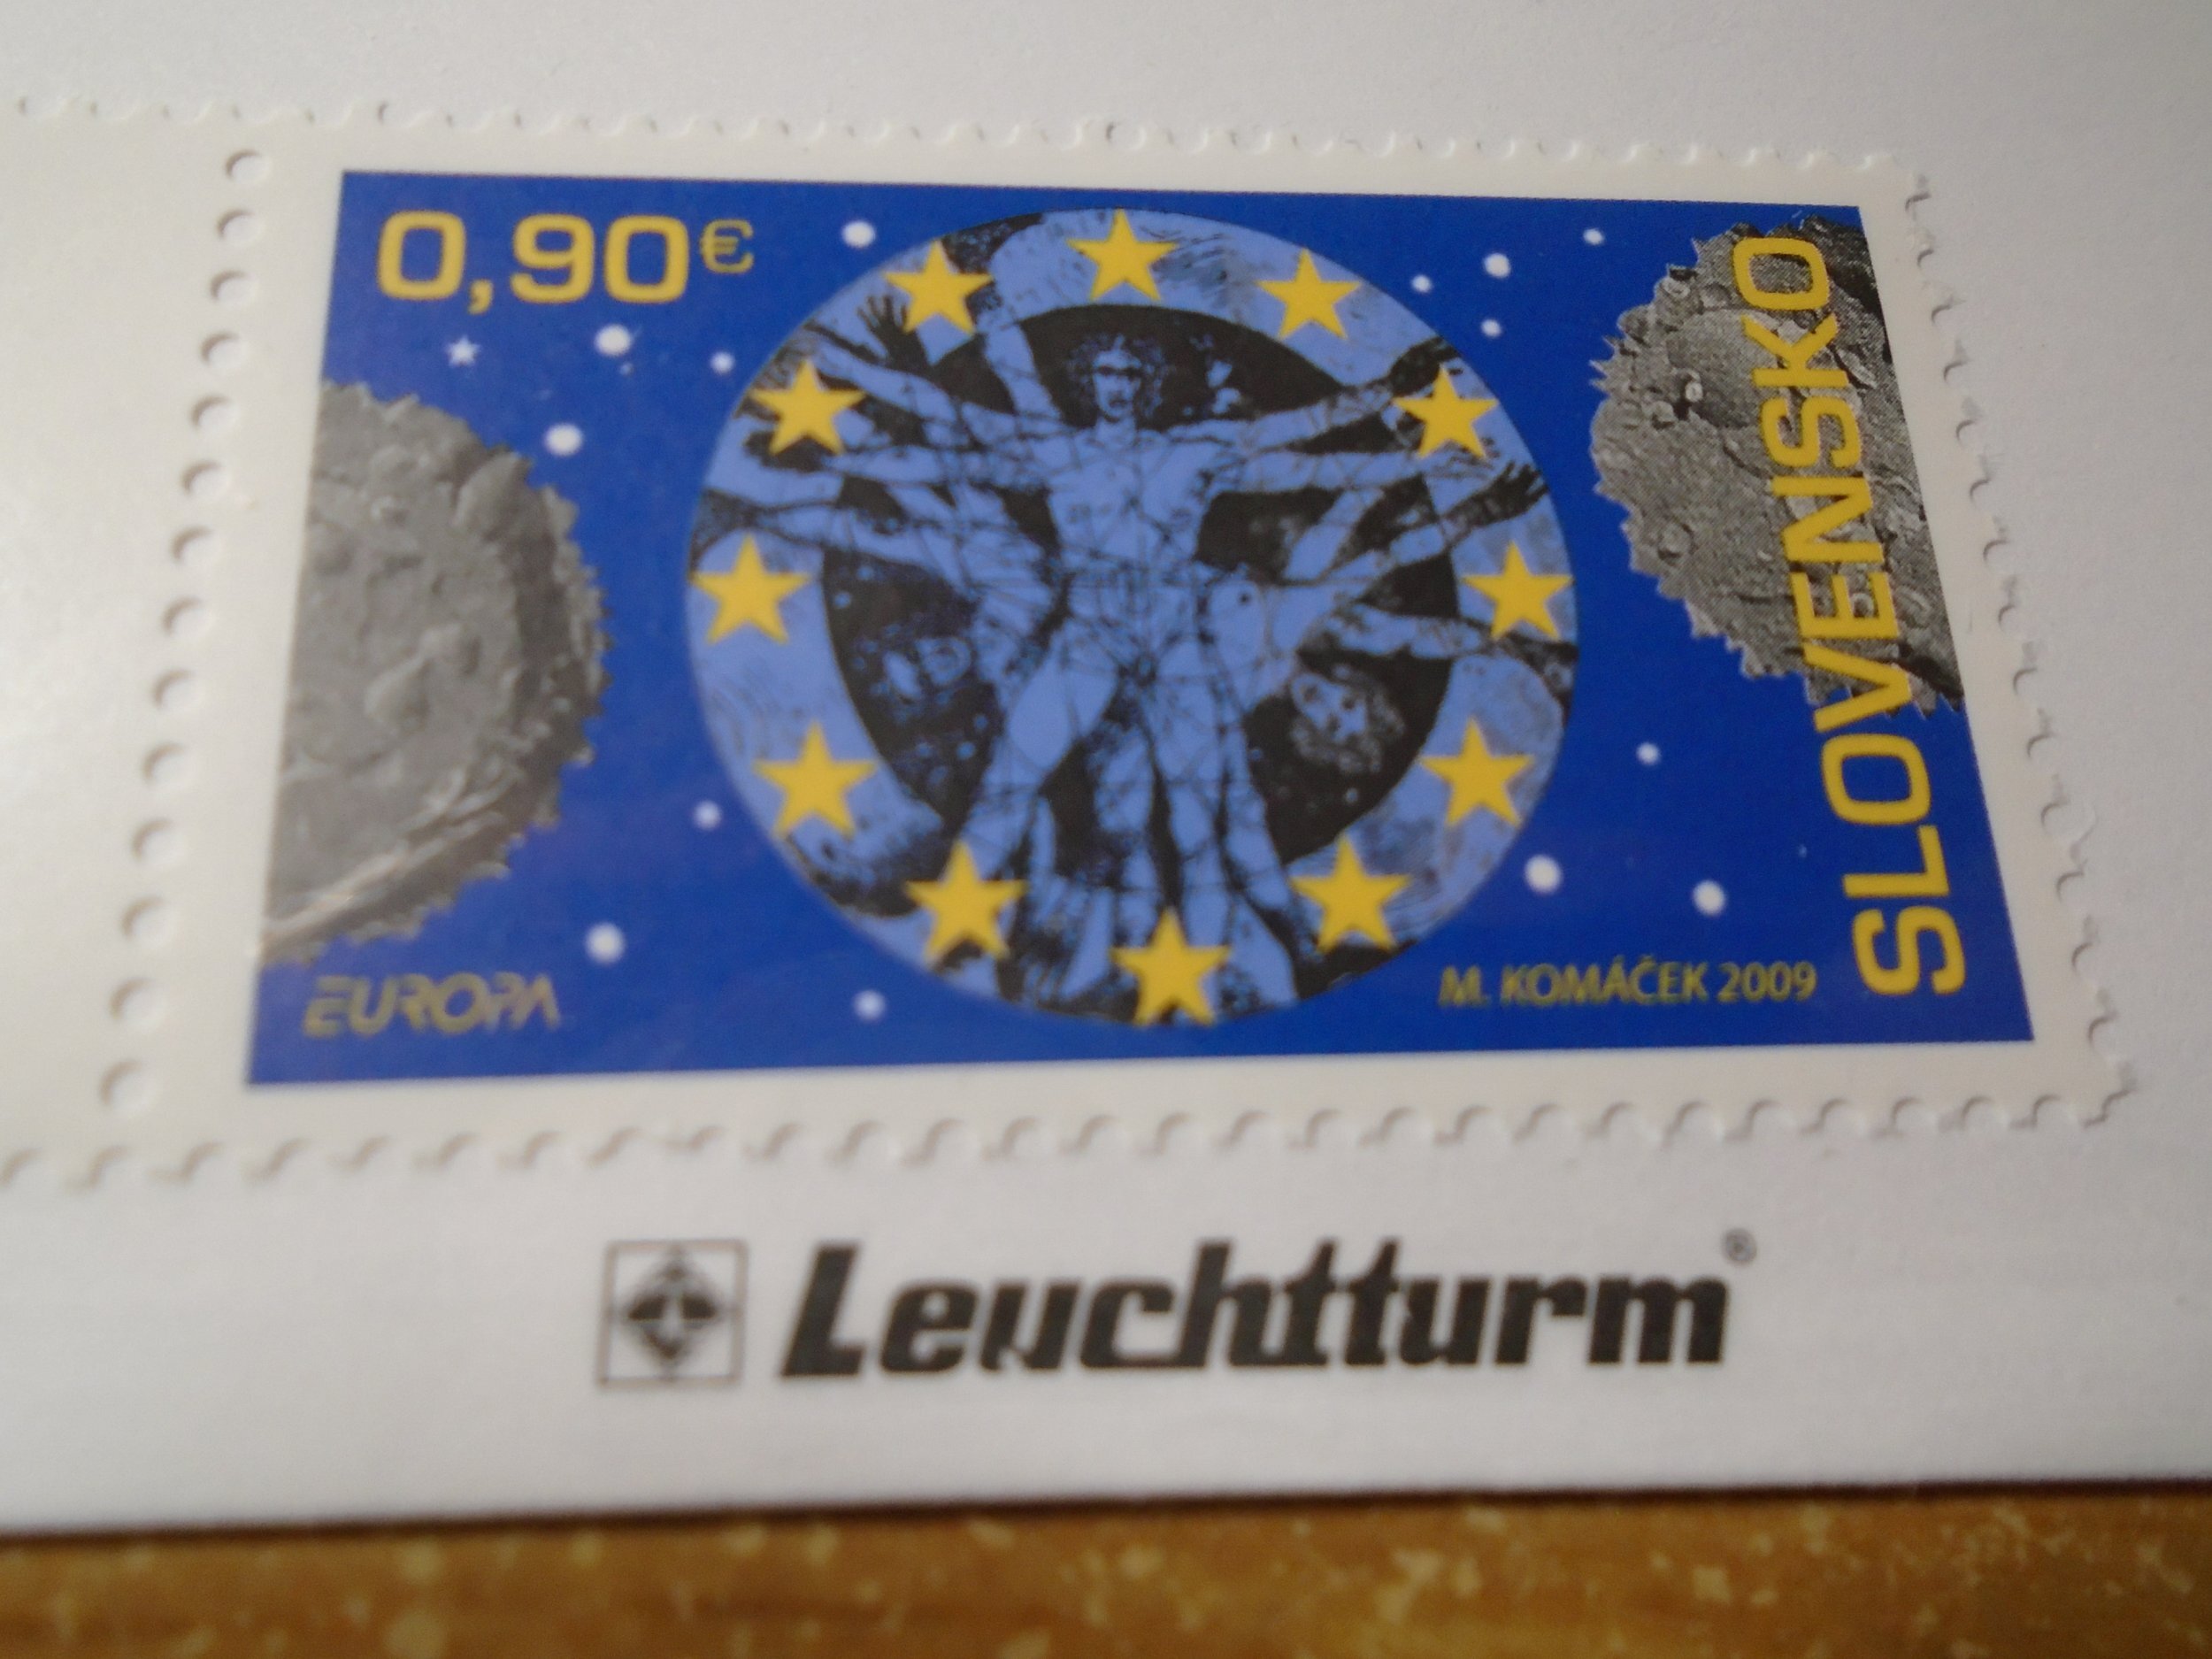 0,90€
SLOVENSKO
EUROPA
M. KOMÁČEK 2009
Leuchtturm®